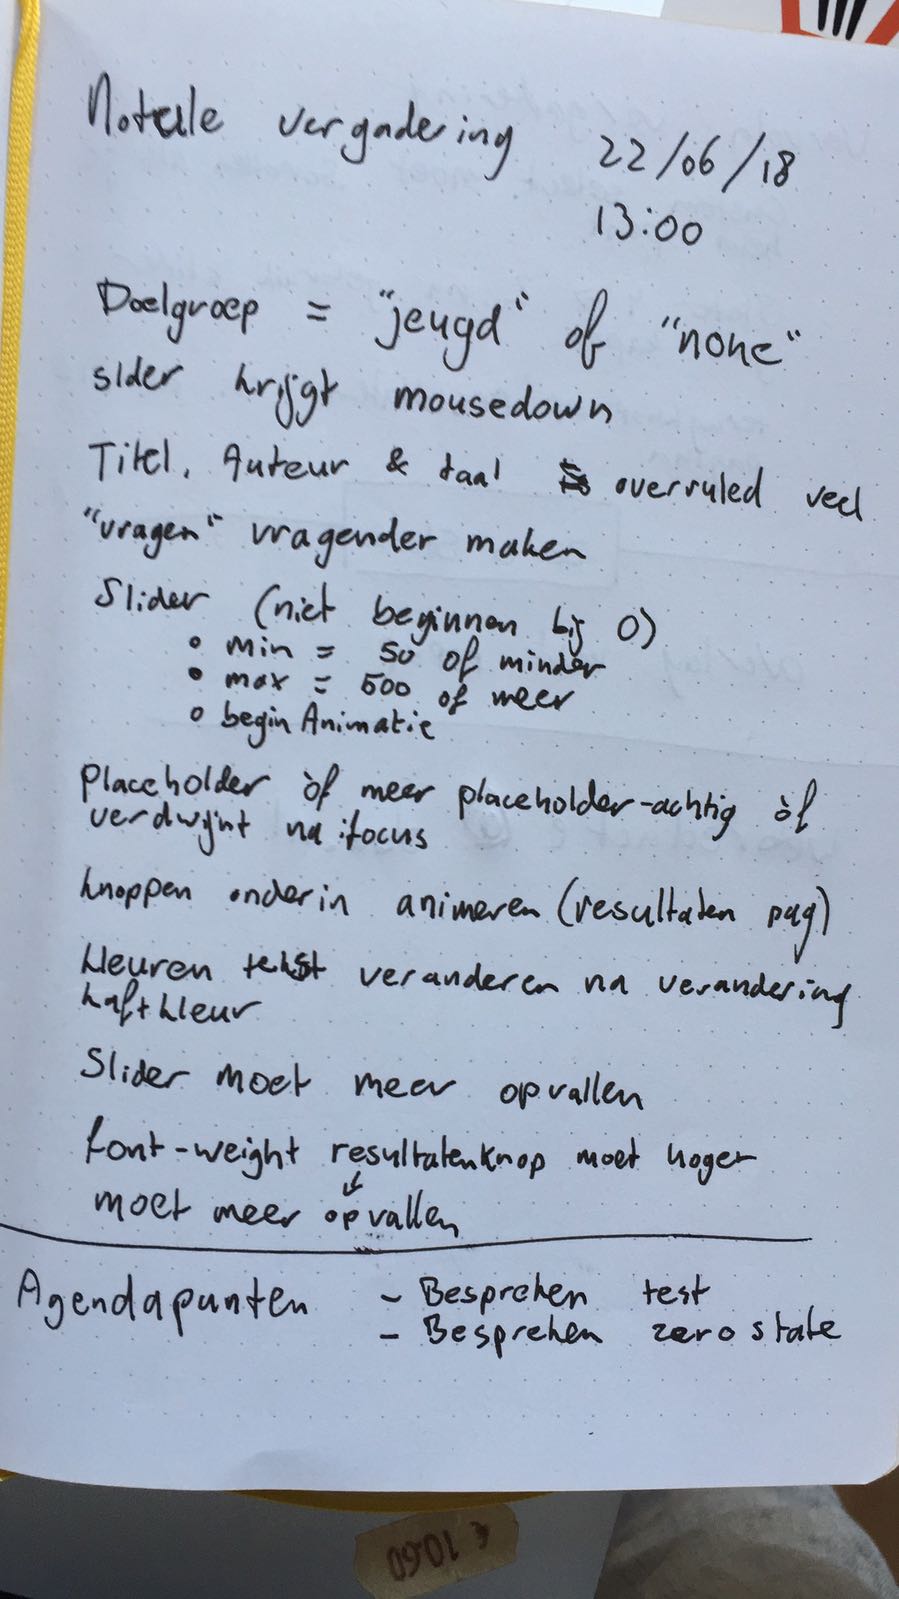 Notule vergadering 22/06/18
13:00
Doelgroep = "jeugd" of "none"
slder krijgt mousedown
Titel, Auteur & taal overruled veel
"vragen" vragender maken
Slider (niet beginnen bij 0)
• min = 50 of minder
• max = 500 of meer
• begin Animatie
Placeholder òf meer placeholder-achtig òf
verdwijnt na :focus
knoppen onderin animeren (resultaten pag)
kleuren tekst veranderen na verandering
kaftkleur
Slider moet meer opvallen
font-weight resultatenknop moet hoger
↓
moet meer opvallen
Agendapunten - Bespreken test
- Bespreken zero state
€ 10.60